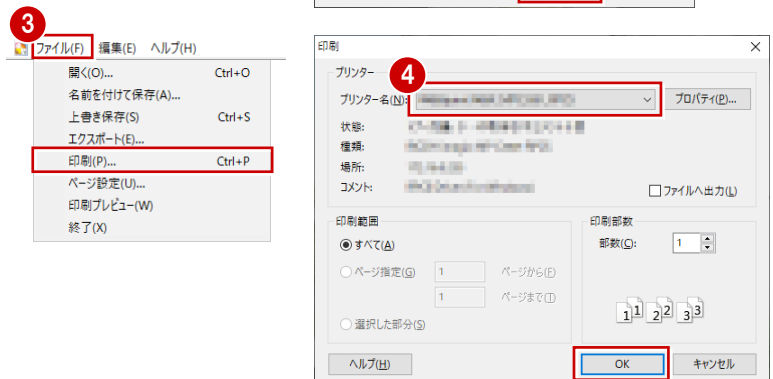 3
ファイル(F) 編集(E) ヘルプ(H)
開く(O)... Ctrl+O
名前を付けて保存(A)...
上書き保存(S) Ctrl+S
エクスポート(E)...
印刷(P)... Ctrl+P
ページ設定(U)...
印刷プレビュー(W)
終了(X)
印刷
プリンター
4
プリンター名(N): プロパティ(P)...
状態:
種類:
場所:
コメント: ファイルへ出力(L)
印刷範囲
すべて(A)
ページ指定(G) 1 ページから(F)
1 ページまで(T)
選択した部分(S)
印刷部数
部数(C): 1
1 1 2 2 3 3
ヘルプ(H) OK キャンセル